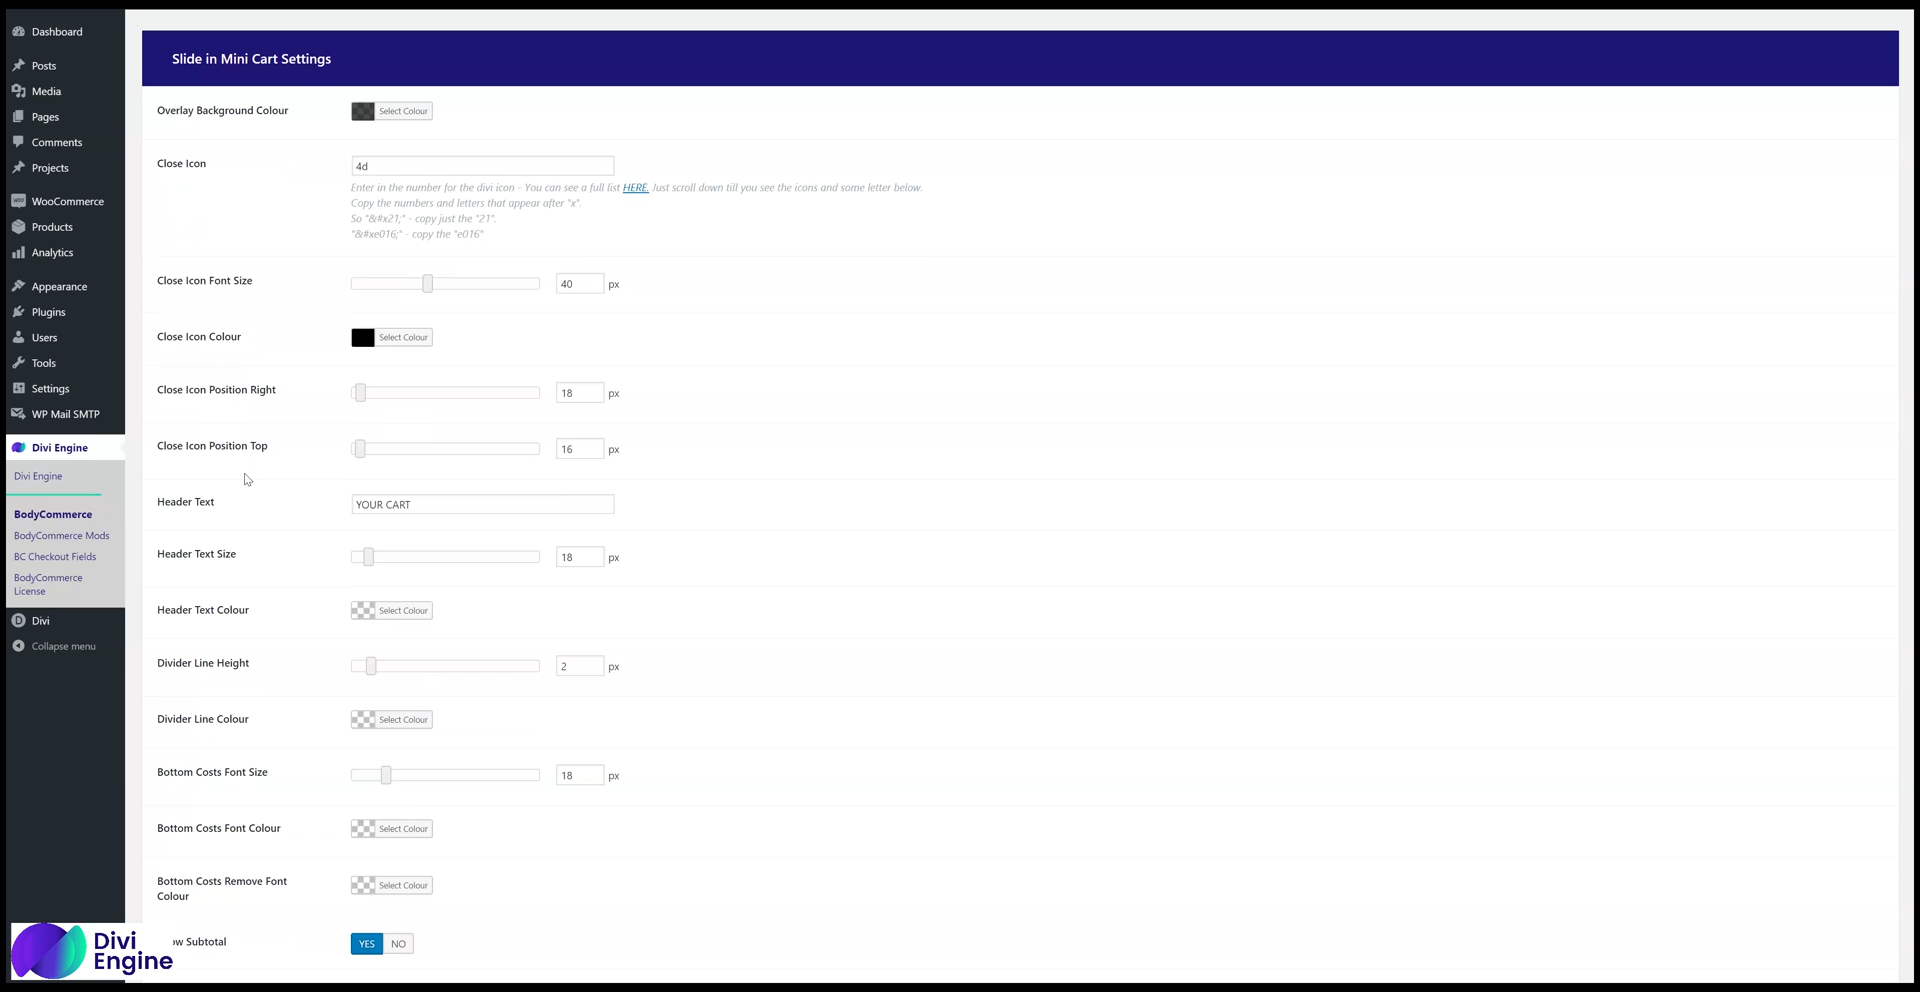 Dashboard
Posts
Media
Pages
Comments
Projects
WooCommerce
Products
Analytics
Appearance
Plugins
Users
Tools
Settings
WP Mail SMTP
Divi Engine
Divi Engine
BodyCommerce
BodyCommerce Mods
BC Checkout Fields
BodyCommerce
License
Divi
Collapse menu
Divi
Engine
Slide in Mini Cart Settings
Overlay Background Colour Select Colour
Close Icon 4d
Enter in the number for the divi icon - You can see a full list HERE. Just scroll down till you see the icons and some letter below.
Copy the numbers and letters that appear after "x".
So "&#x21;" - copy just the "21".
"&#xe016;" - copy the "e016"
Close Icon Font Size 40 px
Close Icon Colour Select Colour
Close Icon Position Right 18 px
Close Icon Position Top 16 px
Header Text YOUR CART
Header Text Size 18 px
Header Text Colour Select Colour
Divider Line Height 2 px
Divider Line Colour Select Colour
Bottom Costs Font Size 18 px
Bottom Costs Font Colour Select Colour
Bottom Costs Remove Font
Colour Select Colour
ow Subtotal YES NO